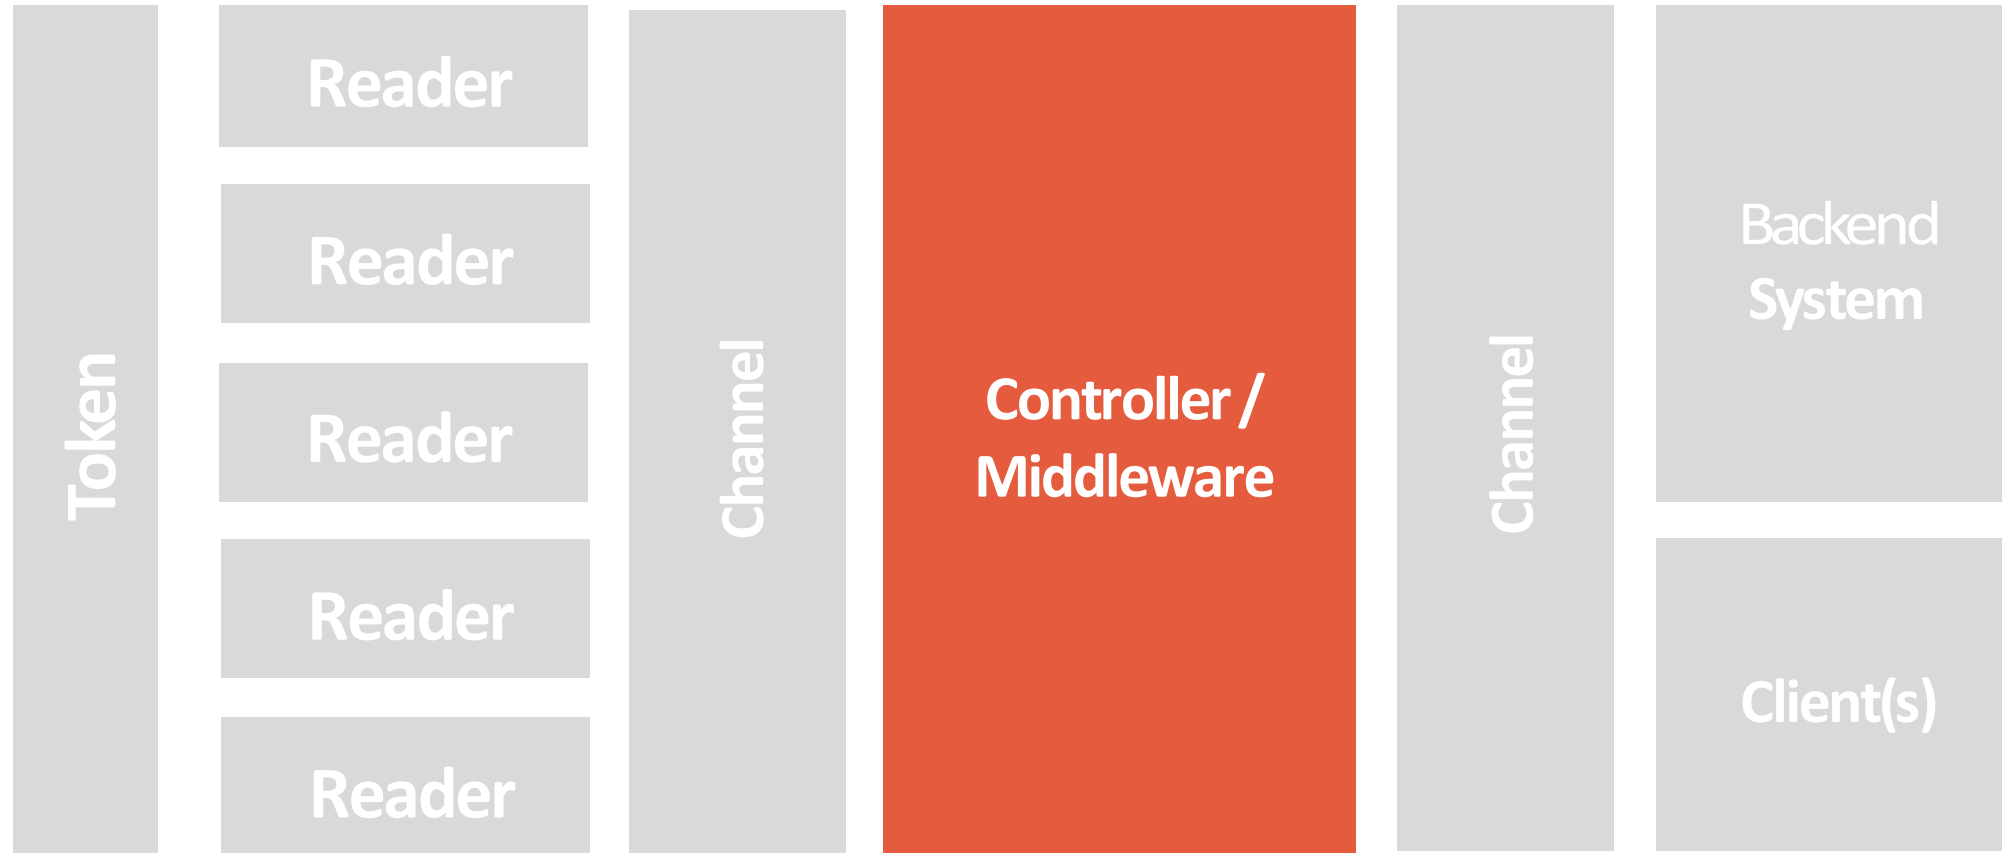 Token
Reader
Reader
Reader
Reader
Reader
Channel
Controller /
Middleware
Channel
Backend
System
Client(s)